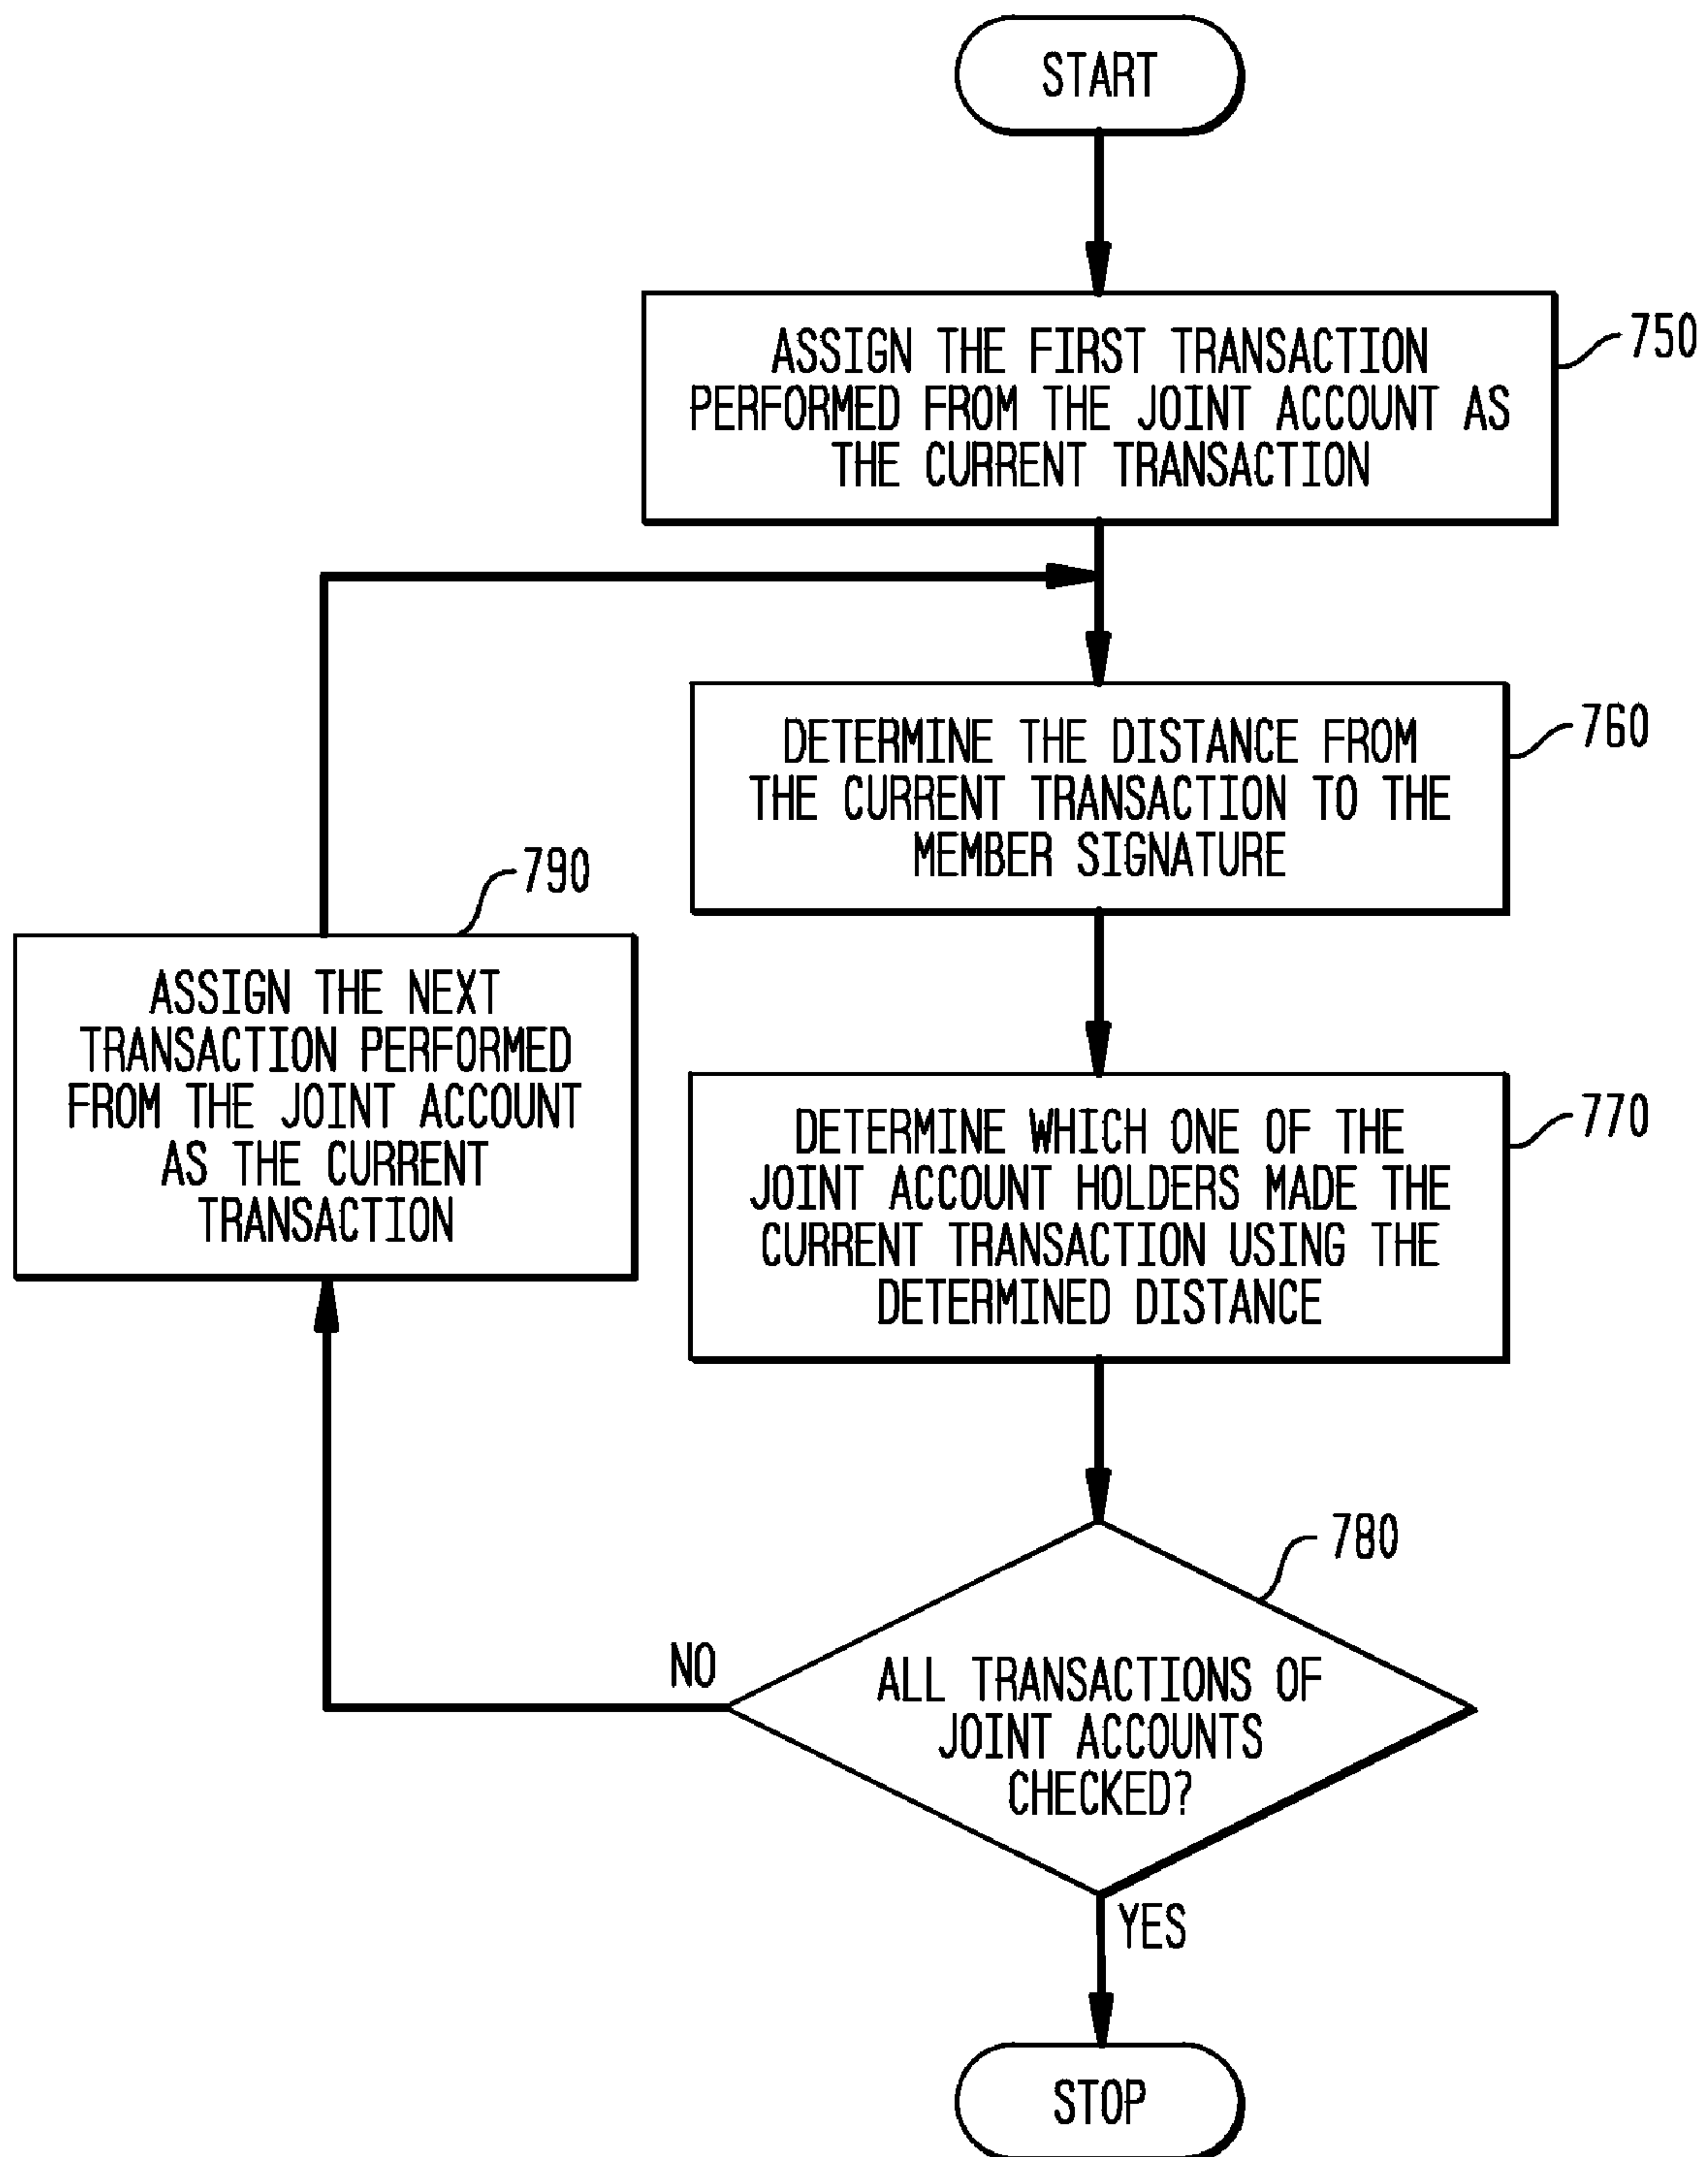 START
ASSIGN THE FIRST TRANSACTION
PERFORMED FROM THE JOINT ACCOUNT AS
THE CURRENT TRANSACTION
750
DETERMINE THE DISTANCE FROM
THE CURRENT TRANSACTION TO THE
MEMBER SIGNATURE
760
790
ASSIGN THE NEXT
TRANSACTION PERFORMED
FROM THE JOINT ACCOUNT
AS THE CURRENT
TRANSACTION
DETERMINE WHICH ONE OF THE
JOINT ACCOUNT HOLDERS MADE THE
CURRENT TRANSACTION USING THE
DETERMINED DISTANCE
770
780
NO
ALL TRANSACTIONS OF
JOINT ACCOUNTS
CHECKED?
YES
STOP